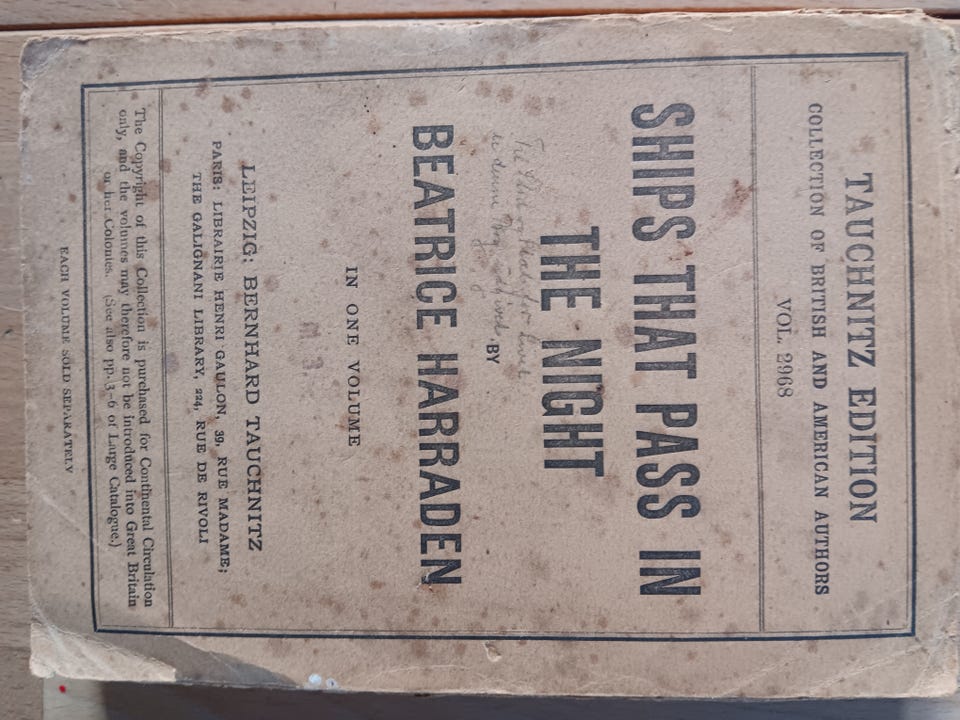 TAUCHNITZ EDITION
COLLECTION OF BRITISH AND AMERICAN AUTHORS
VOL. 2968
SHIPS THAT PASS IN
THE NIGHT
BY
BEATRICE HARRADEN
IN ONE VOLUME
LEIPZIG: BERNHARD TAUCHNITZ
PARIS: LIBRAIRIE HENRI GAULON, 39, RUE MADAME;
THE GALIGNANI LIBRARY, 224, RUE DE RIVOLI
The Copyright of this Collection is purchased for Continental Circulation
only, and the volumes may therefore not be introduced into Great Britain
or her Colonies. (See also pp. 3-6 of Large Catalogue.)
EACH VOLUME SOLD SEPARATELY